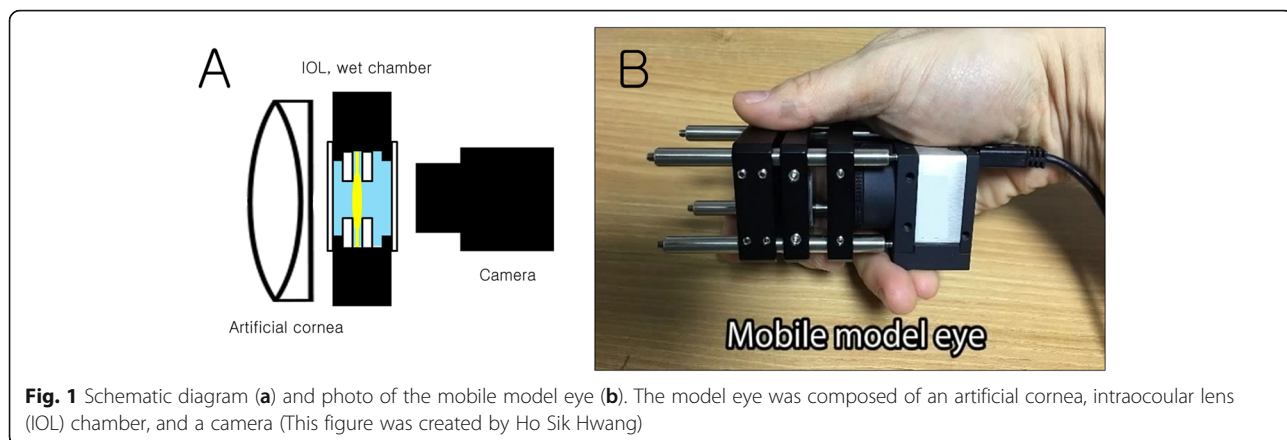 A
IOL, wet chamber
Camera
Artificial cornea
B
Mobile model eye
Fig. 1 Schematic diagram (a) and photo of the mobile model eye (b). The model eye was composed of an artificial cornea, intraocoular lens
(IOL) chamber, and a camera (This figure was created by Ho Sik Hwang)